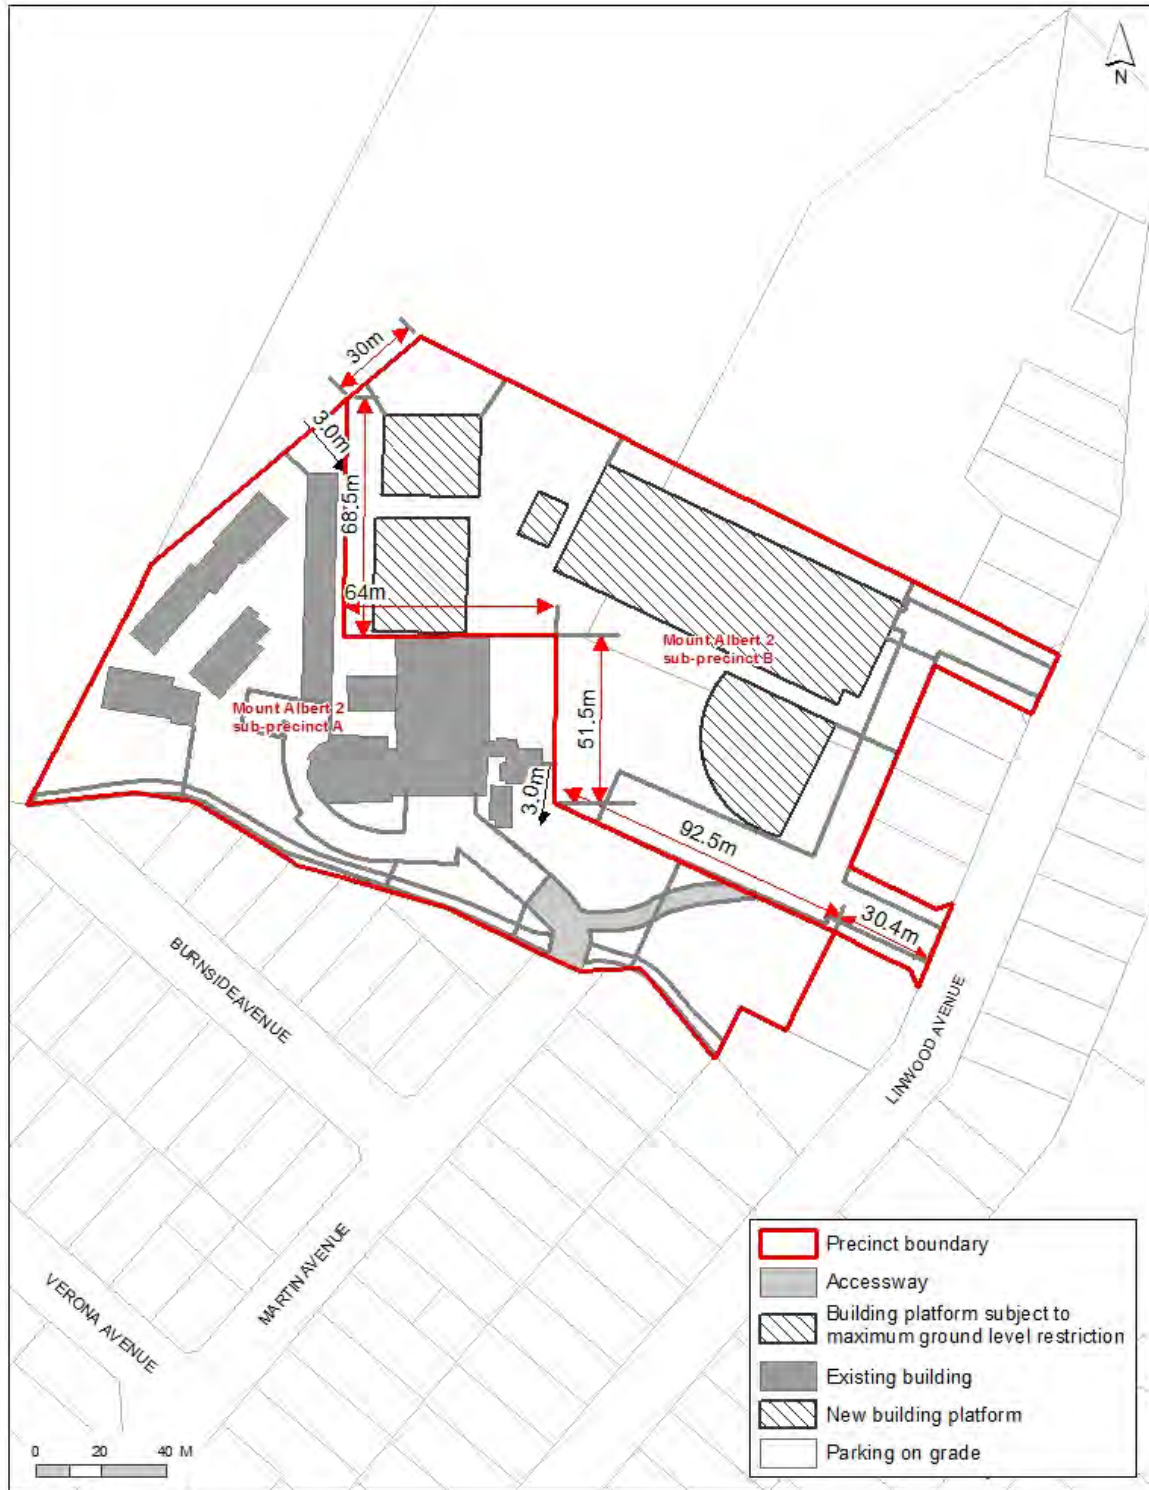 N
30m
3.0m
68.5m
64m
Mount Albert 2
sub-precinct B
Mount Albert 2
sub-precinct A
51.5m
3.0m
92.5m
30.4m
BURNSIDE AVENUE
LINWOOD AVENUE
MARTIN AVENUE
VERONA AVENUE
Precinct boundary
Accessway
Building platform subject to
maximum ground level restriction
Existing building
New building platform
Parking on grade
0 20 40 M